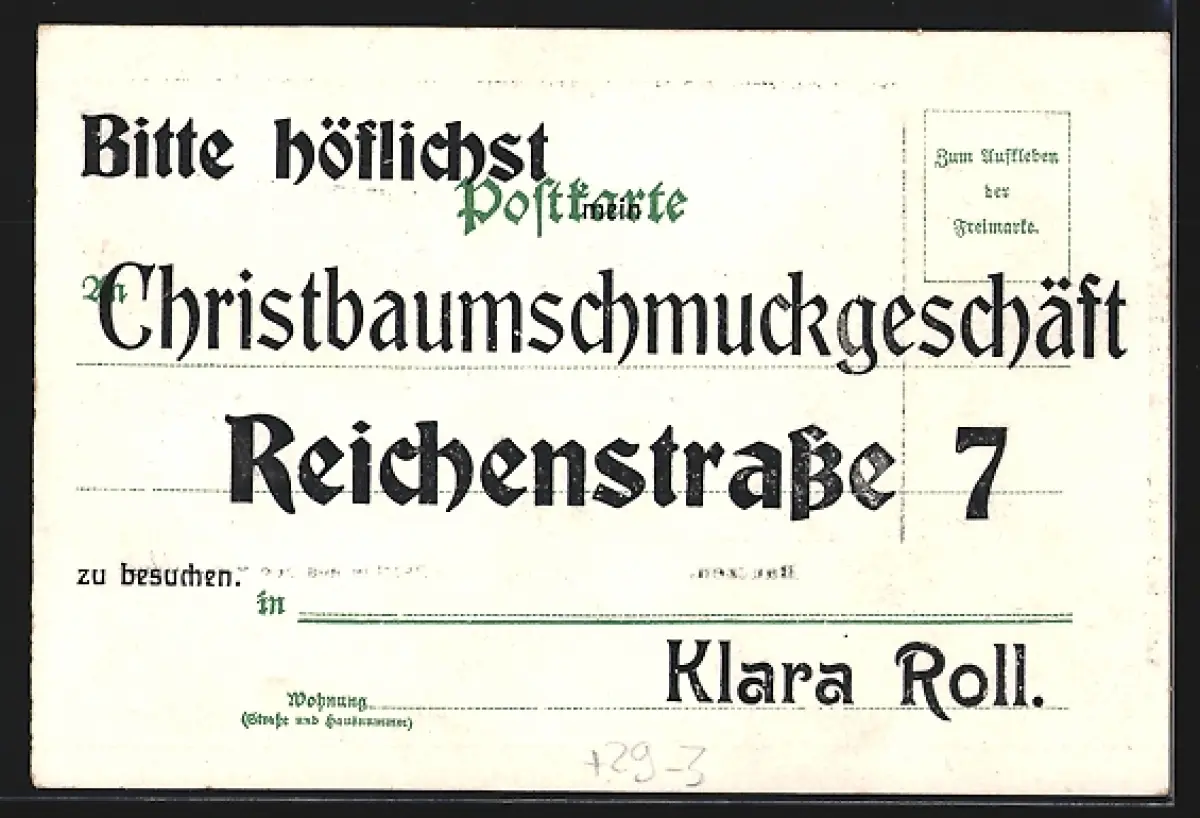 Bitte höflichst
Postkarte
mein
Zum Aufkleben
der
Freimarke.
An
Christbaumschmuckgeschäft
Reichenstraße 7
zu besuchen.
in
Klara Roll.
Wohnung
(Straße und Hausnummer)
+29-3